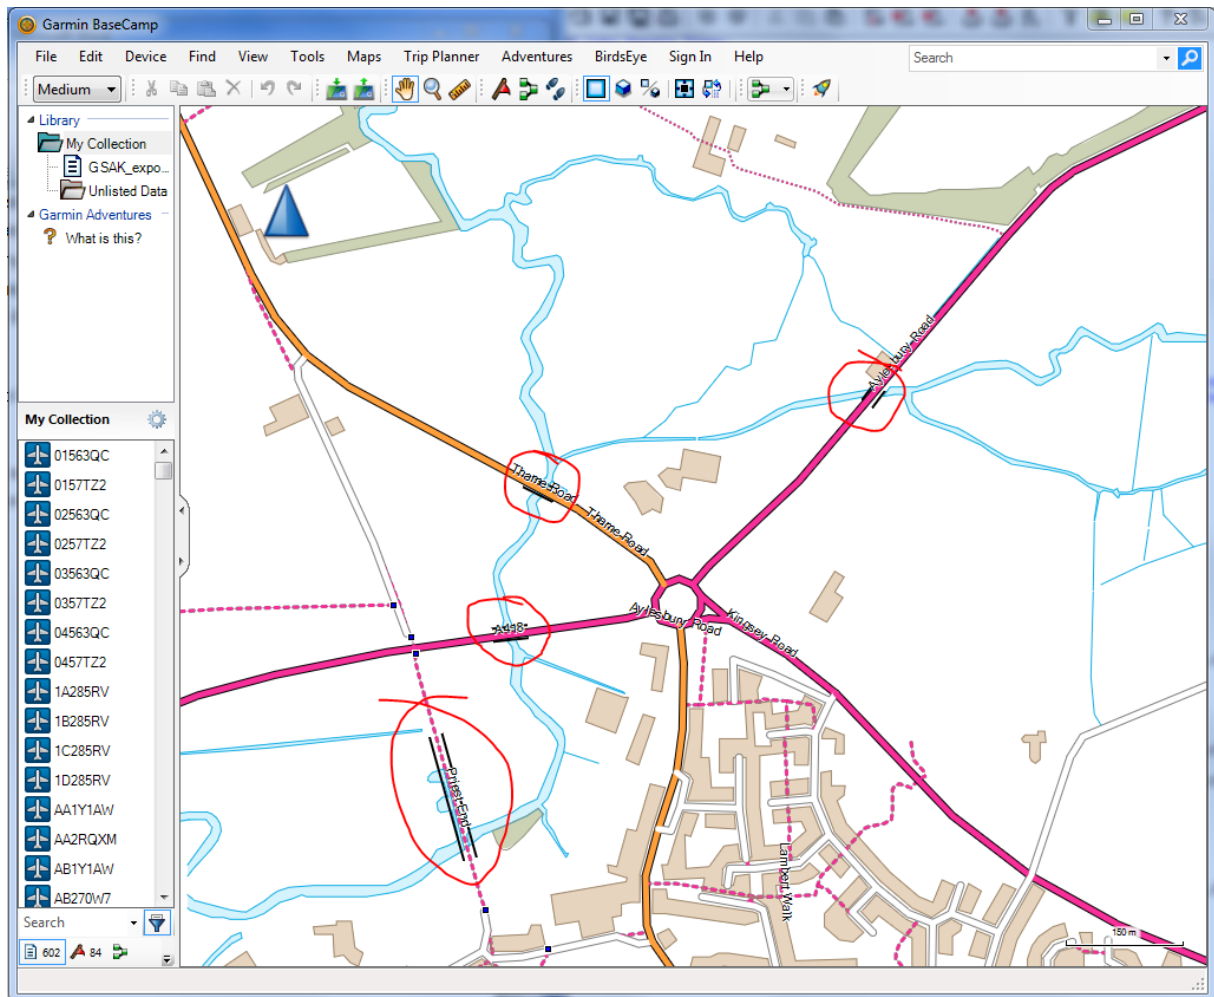 Garmin BaseCamp
File Edit Device Find View Tools Maps Trip Planner Adventures BirdsEye Sign In Help
Search
Medium
Library
My Collection
GSAK_expo...
Unlisted Data
Garmin Adventures
What is this?
My Collection
01563QC
0157TZ2
02563QC
0257TZ2
03563QC
0357TZ2
04563QC
0457TZ2
1A285RV
1B285RV
1C285RV
1D285RV
AA1Y1AW
AA2RQXM
AB1Y1AW
AB270W7
Search
602 84
Aylesbury Road
Thame Road
Thame Road
Aylesbury Road
Kingsey Road
A418
Priest End
Lambert Walk
150 m